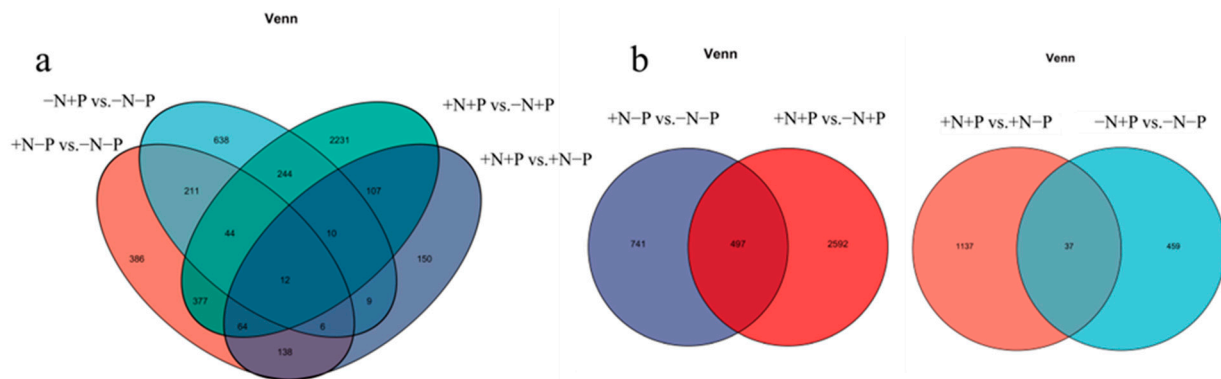 Venn
a
−N+P vs.−N−P
+N−P vs.−N−P
+N+P vs.−N+P
+N+P vs.+N−P
638
2231
211
244
107
44
10
386
150
12
377
9
64
6
138
b
Venn
+N−P vs.−N−P
+N+P vs.−N+P
741
497
2592
Venn
+N+P vs.+N−P
−N+P vs.−N−P
1137
37
459